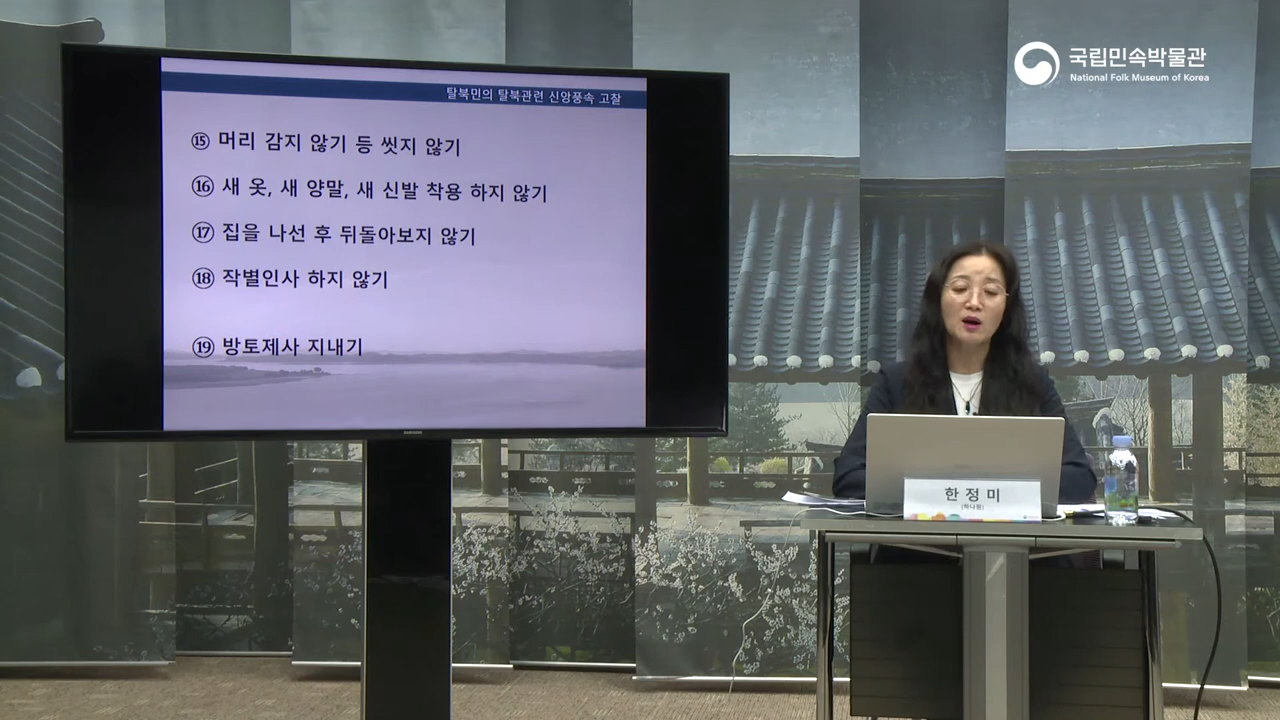 국립민속박물관
National Folk Museum of Korea
탈북민의 탈북관련 신앙풍속 고찰
⑮ 머리 감지 않기 등 씻지 않기
⑯ 새 옷, 새 양말, 새 신발 착용 하지 않기
⑰ 집을 나선 후 뒤돌아보지 않기
⑱ 작별인사 하지 않기
⑲ 방토제사 지내기
SAMSUNG
한정미
(하나원)